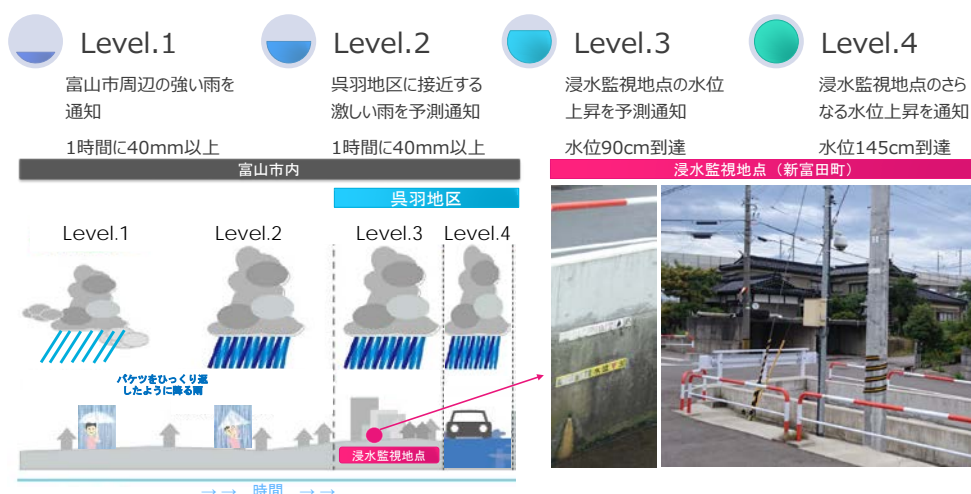 Level.1
富山市周辺の強い雨を
通知
1時間に40mm以上
Level.2
呉羽地区に接近する
激しい雨を予測通知
1時間に40mm以上
Level.3
浸水監視地点の水位
上昇を予測通知
水位90cm到達
Level.4
浸水監視地点のさら
なる水位上昇を通知
水位145cm到達
富山市内
浸水監視地点（新富田町）
呉羽地区
Level.1
Level.2
Level.3
Level.4
バケツをひっくり返
したように降る雨
浸水監視地点
→→ 時間 →→